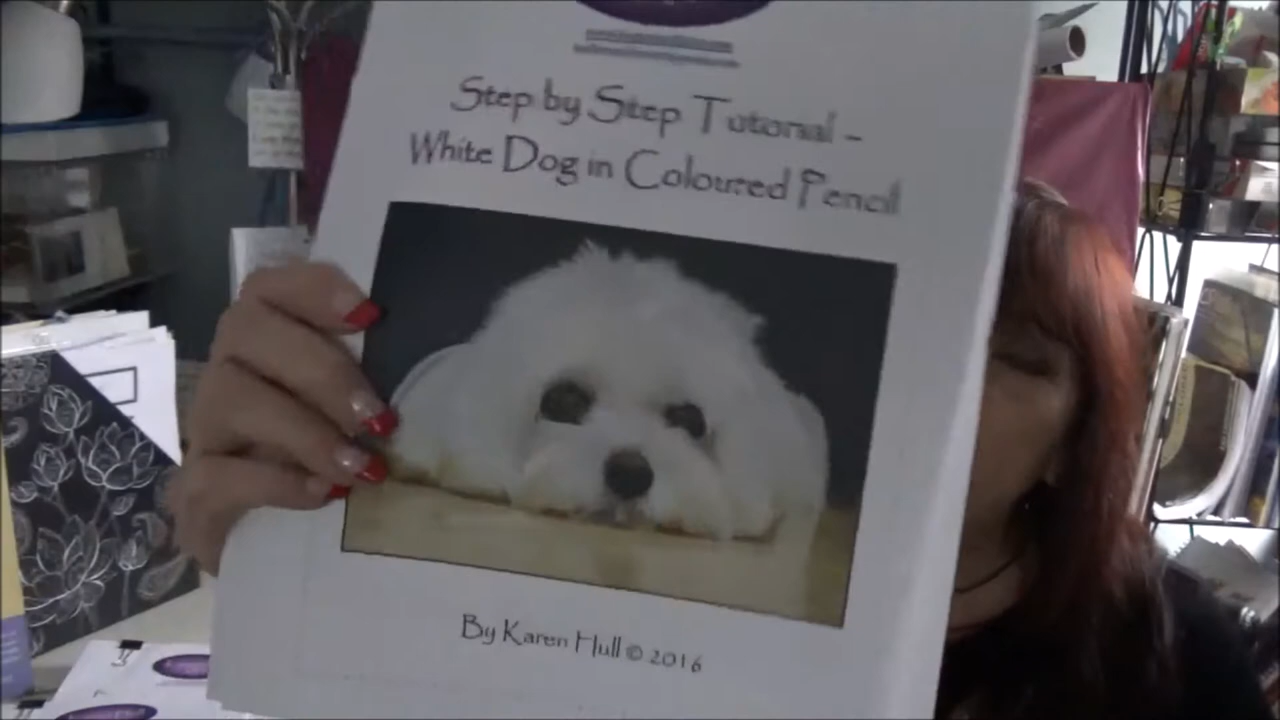 Step by Step Tutorial -
White Dog in Coloured Pencil
By Karen Hull © 2016